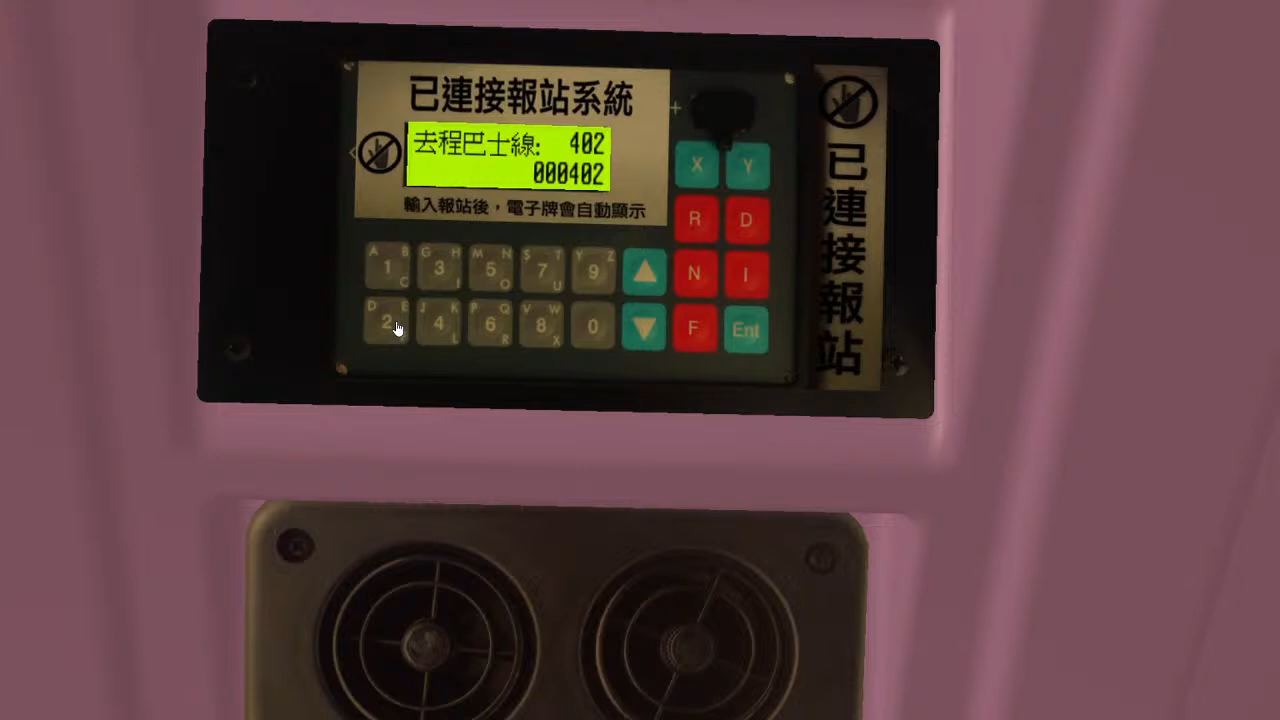 已連接報站系統
去程巴士線: 402
000402
輸入報站後，電子牌會自動顯示
X Y
R D
N I
F Ent
A B 1 C
G H 3 I
M N 5 O
S T 7 U
Y Z 9
D E 2
J K 4 L
P Q 6 R
V W 8 X
0
已連接報站